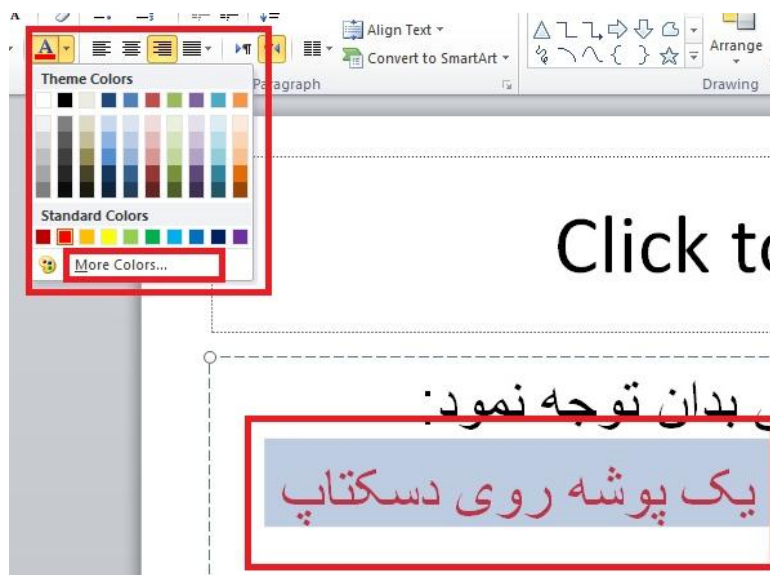 A
Align Text
Convert to SmartArt
Arrange
Paragraph
Drawing
A
Theme Colors
Standard Colors
More Colors...
Click to
بدان توجه نمود:
یک پوشه روی دسکتاپ